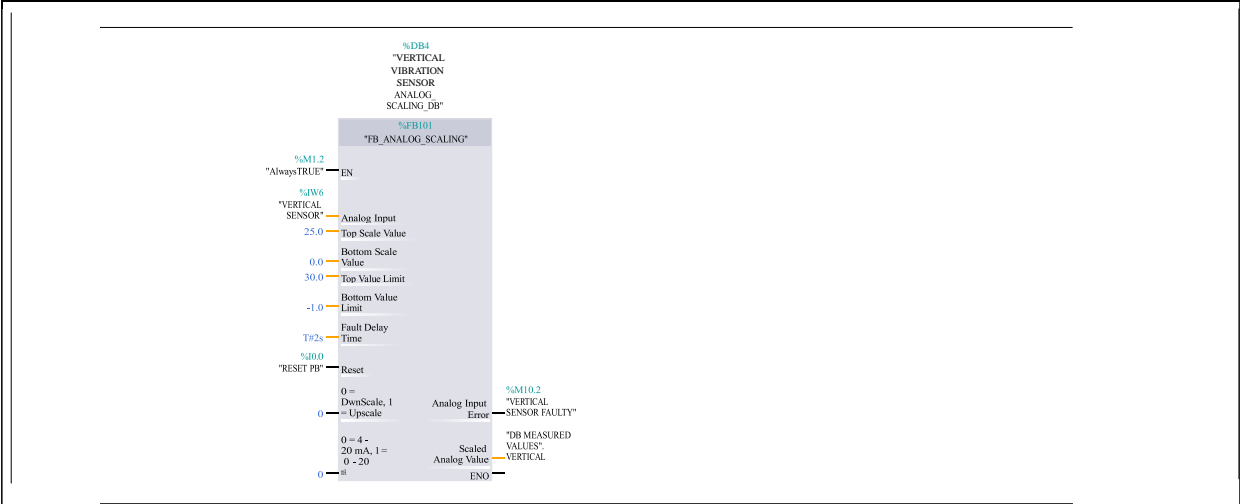 %DB4
"VERTICAL
VIBRATION
SENSOR
ANALOG_
SCALING_DB"
%FB101
"FB_ANALOG_SCALING"
%M1.2
"AlwaysTRUE"
EN
%IW6
"VERTICAL
SENSOR"
Analog Input
25.0
Top Scale Value
Bottom Scale
0.0
Value
30.0
Top Value Limit
Bottom Value
-1.0
Limit
Fault Delay
T#2s
Time
%I0.0
"RESET PB"
Reset
0 =
DwnScale, 1
0
= Upscale
Analog Input
Error
%M10.2
"VERTICAL
SENSOR FAULTY"
0 = 4 -
20 mA, 1 =
0 - 20
0
Scaled
Analog Value
"DB MEASURED
VALUES".
VERTICAL
ENO